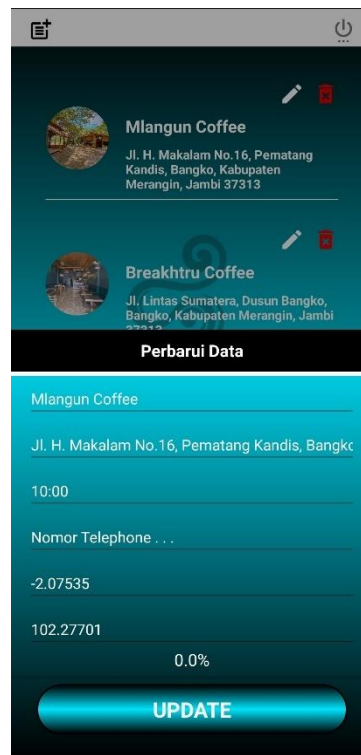 Mlangun Coffee
Jl. H. Makalam No.16, Pematang
Kandis, Bangko, Kabupaten
Merangin, Jambi 37313
Breakhtru Coffee
Jl. Lintas Sumatera, Dusun Bangko,
Bangko, Kabupaten Merangin, Jambi
37313
Perbarui Data
Mlangun Coffee
Jl. H. Makalam No.16, Pematang Kandis, Bangko
10:00
Nomor Telephone . . .
-2.07535
102.27701
0.0%
UPDATE